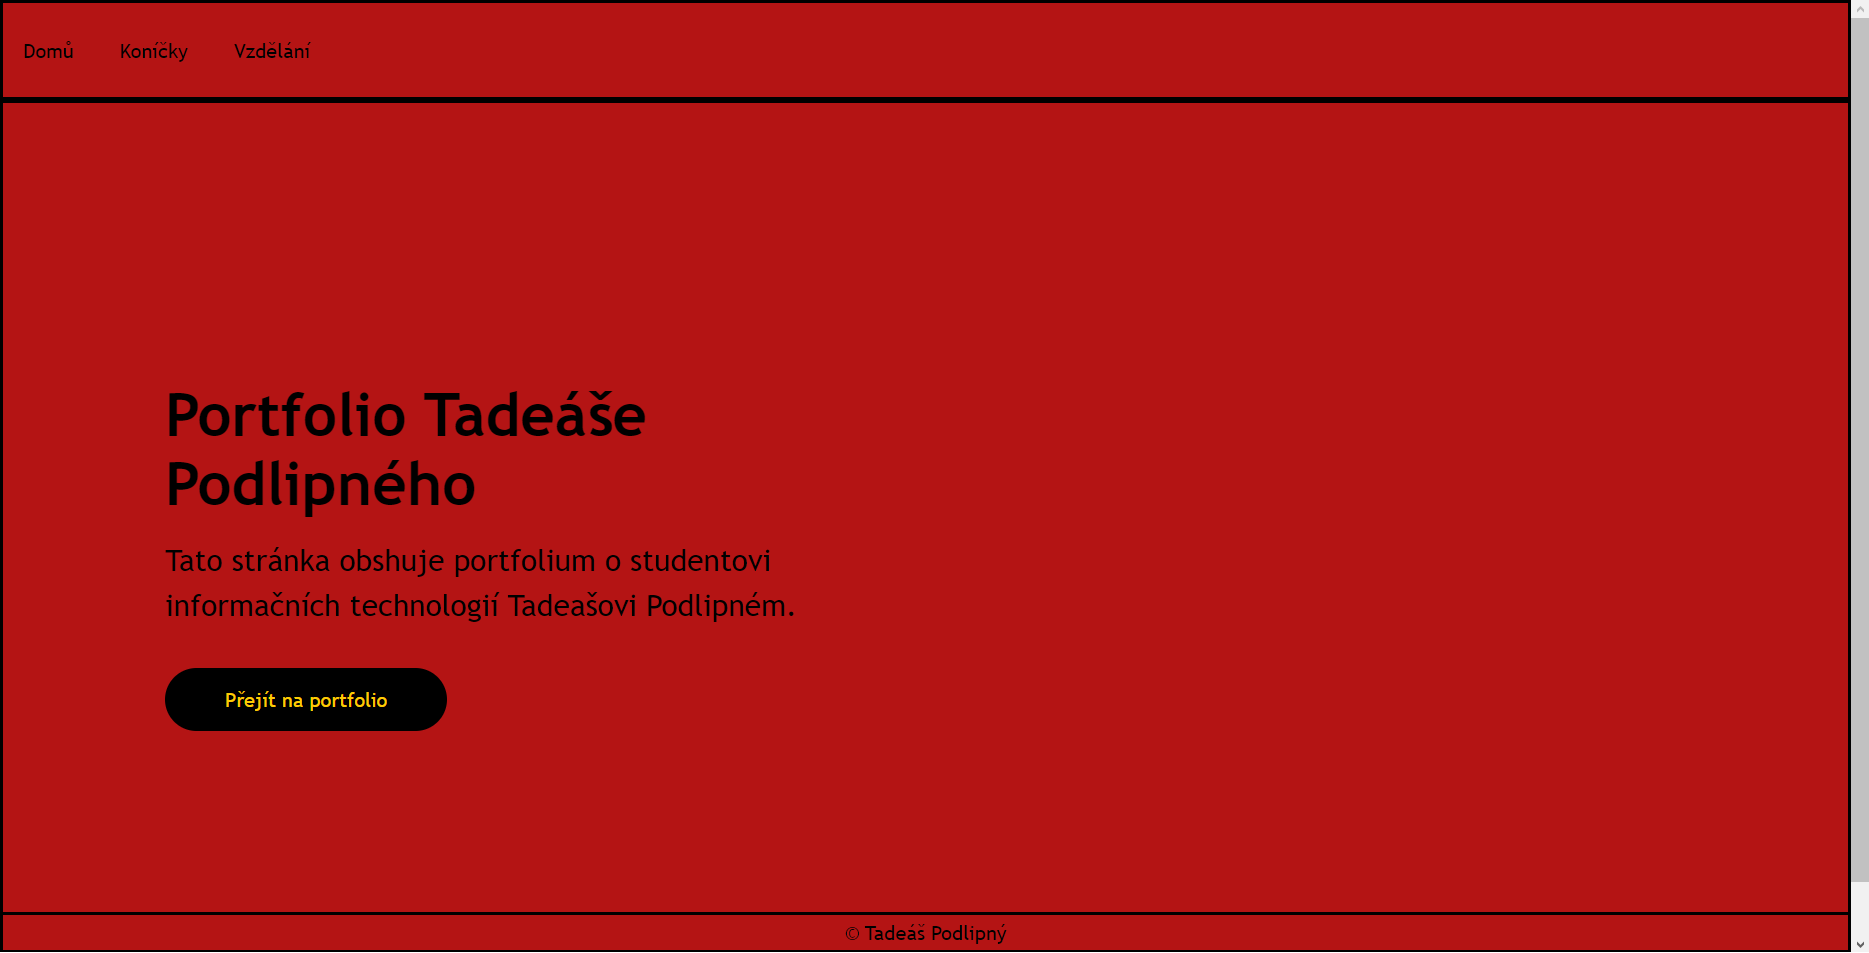 Domů Koníčky Vzdělání
Portfolio Tadeáše
Podlipného
Tato stránka obshuje portfolium o studentovi
informačních technologií Tadeašovi Podlipném.
Přejít na portfolio
© Tadeáš Podlipný